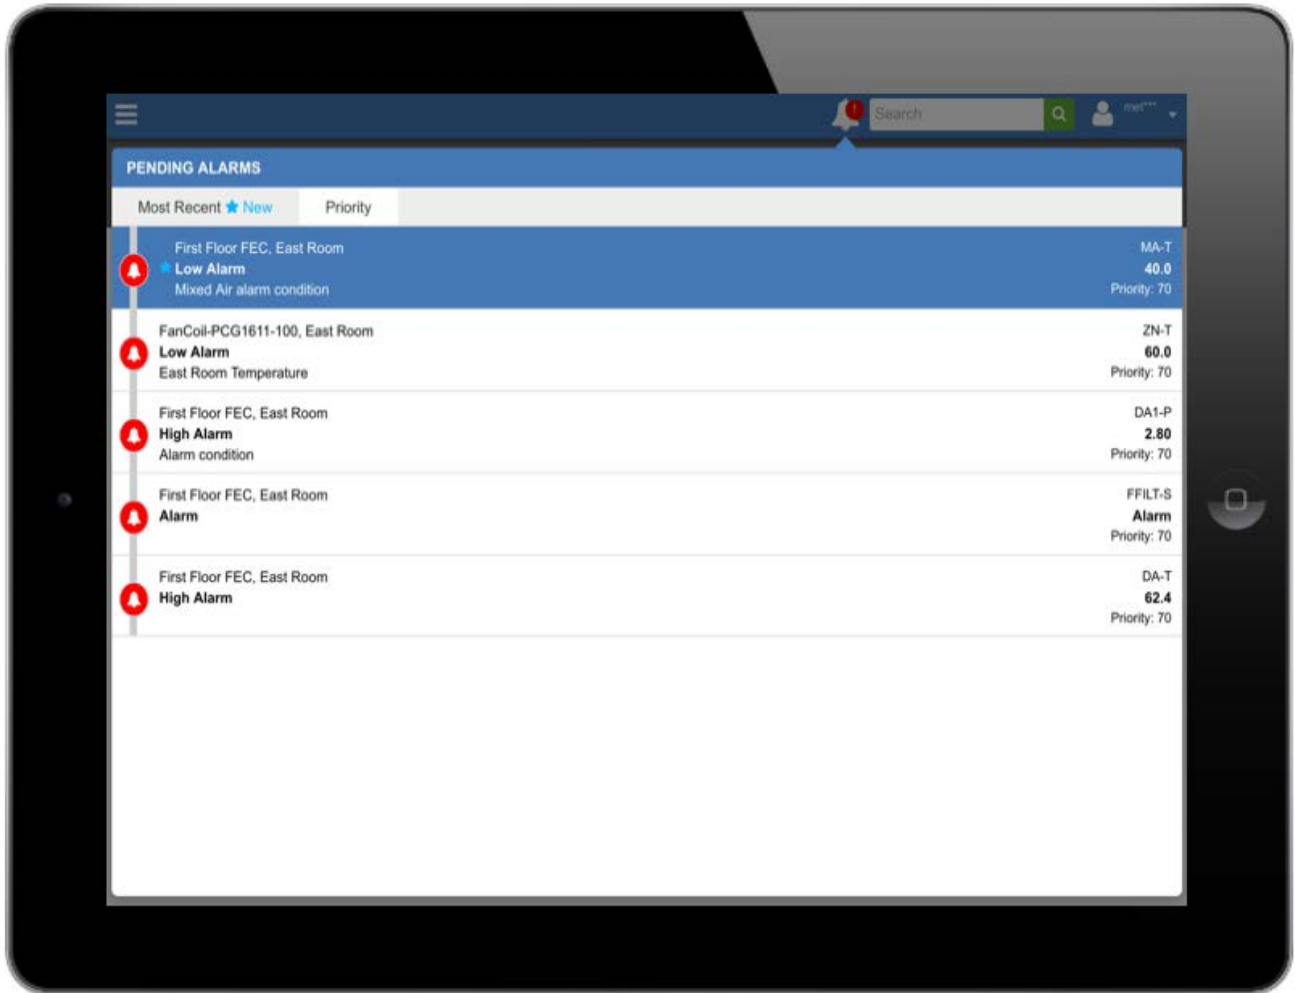 Search
met***
PENDING ALARMS
Most Recent New
Priority
First Floor FEC, East Room
MA-T
Low Alarm
40.0
Mixed Air alarm condition
Priority: 70
FanCoil-PCG1611-100, East Room
ZN-T
Low Alarm
60.0
East Room Temperature
Priority: 70
First Floor FEC, East Room
DA1-P
High Alarm
2.80
Alarm condition
Priority: 70
First Floor FEC, East Room
FFILT-S
Alarm
Alarm
Priority: 70
First Floor FEC, East Room
DA-T
High Alarm
62.4
Priority: 70